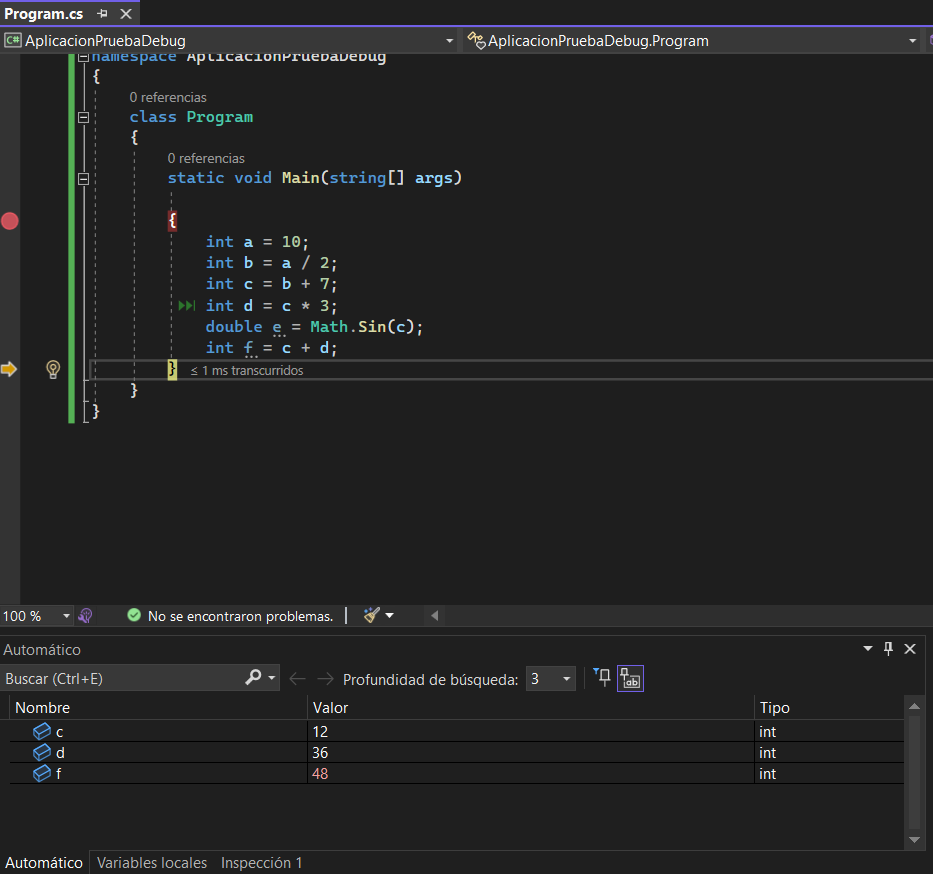 Program.cs
C# AplicacionPruebaDebug AplicacionPruebaDebug.Program
namespace AplicacionPruebaDebug
{
0 referencias
class Program
{
0 referencias
static void Main(string[] args)
{
int a = 10;
int b = a / 2;
int c = b + 7;
int d = c * 3;
double e = Math.Sin(c);
int f = c + d;
} ≤ 1 ms transcurridos
}
}
100 % No se encontraron problemas.
Automático
Buscar (Ctrl+E) Profundidad de búsqueda: 3 ab
Nombre Valor Tipo
c 12 int
d 36 int
f 48 int
Automático Variables locales Inspección 1